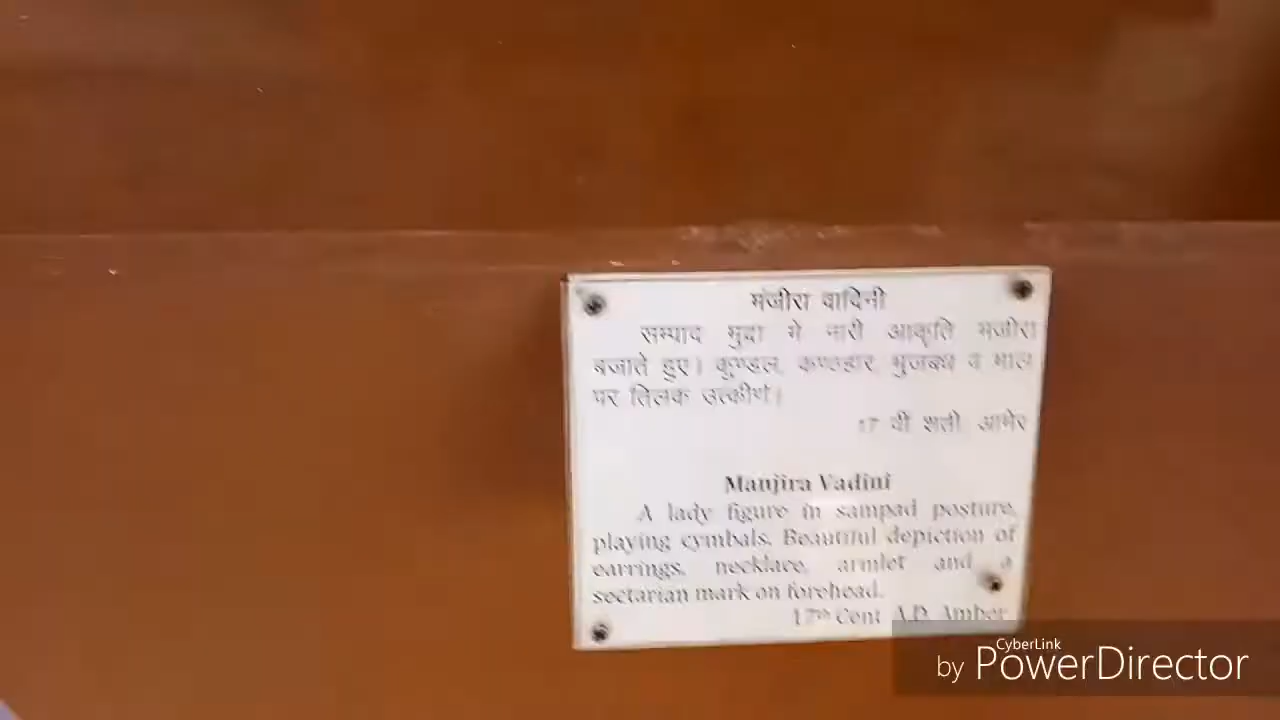 मंजीरा वादिनी
सम्पाद मुद्रा में नारी आकृति मंजीरा
बजाते हुए। कुण्डल, कण्ठहार, भुजबंध व भाल
पर तिलक उत्कीर्ण।
17 वीं शती, आमेर
Manjira Vadini
A lady figure in sampad posture,
playing cymbals. Beautiful depiction of
earrings, necklace, armlet and a
sectarian mark on forehead.
17th Cent. A.D. Amber
CyberLink
by PowerDirector